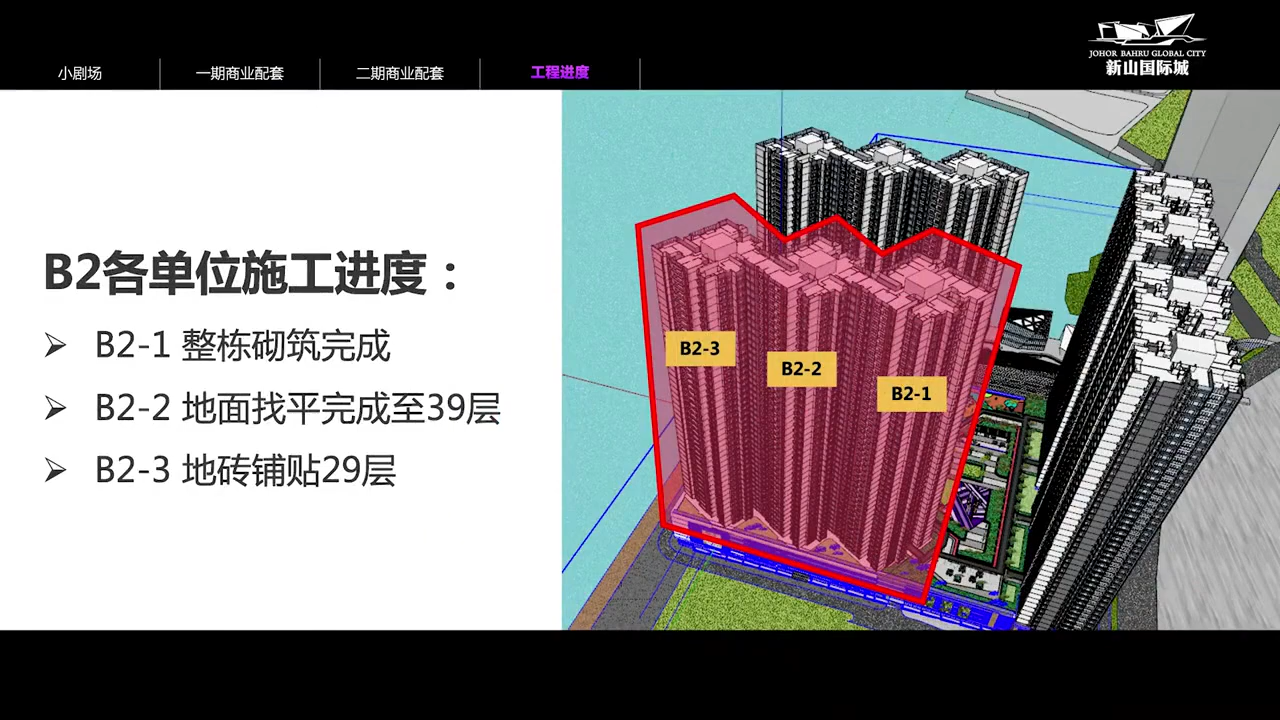 JOHOR BAHRU GLOBAL CITY
新山国际城
小剧场
一期商业配套
二期商业配套
工程进度
B2各单位施工进度：
B2-1 整栋砌筑完成
B2-2 地面找平完成至39层
B2-3 地砖铺贴29层
B2-3
B2-2
B2-1